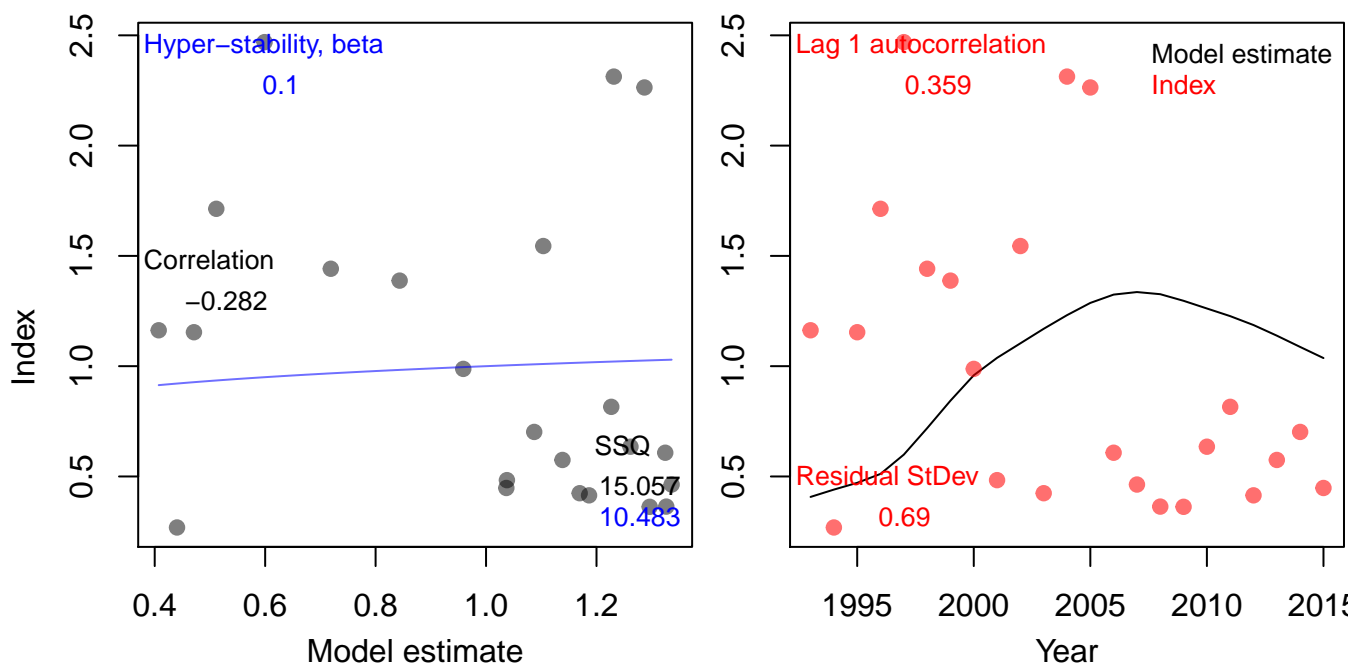 Hyper−stability, beta
0.1
Correlation
−0.282
SSQ
15.057
10.483
2.5
2.0
1.5
1.0
0.5
Index
0.4
0.6
0.8
1.0
1.2
Model estimate
Lag 1 autocorrelation
0.359
Model estimate
Index
Residual StDev
0.69
2.5
2.0
1.5
1.0
0.5
1995
2000
2005
2010
2015
Year